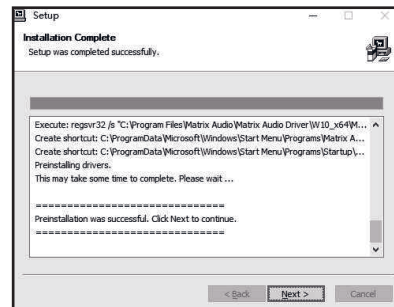 Setup
Installation Complete
Setup was completed successfully.
Execute: regsvr32 /s "C:\Program Files\Matrix Audio\Matrix Audio Driver\W10_x64\M...
Create shortcut: C:\ProgramData\Microsoft\Windows\Start Menu\Programs\Matrix A...
Create shortcut: C:\ProgramData\Microsoft\Windows\Start Menu\Programs\Startup\...
Preinstalling drivers.
This may take some time to complete. Please wait ...
==============================
Preinstallation was successful. Click Next to continue.
==============================
< Back Next > Cancel